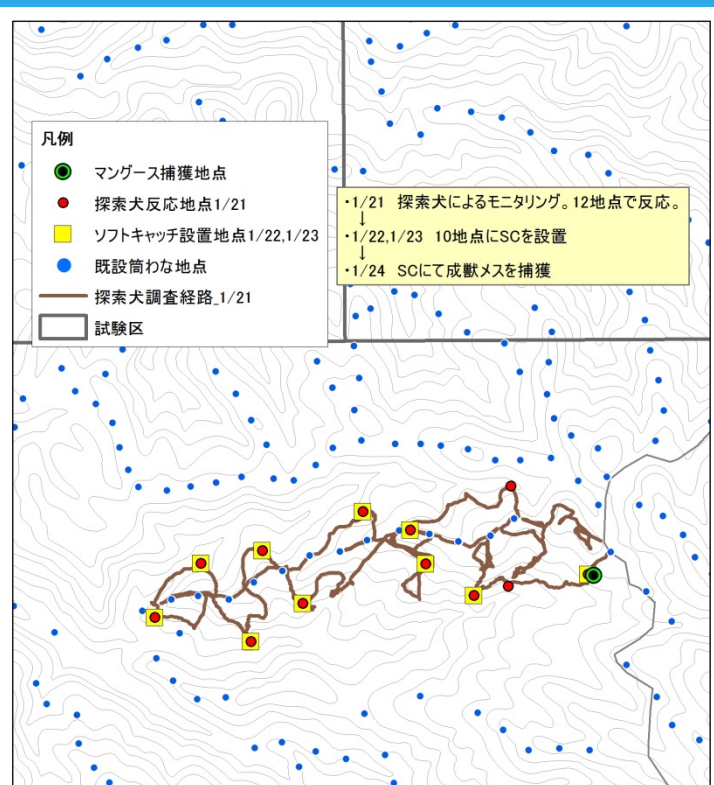 凡例
マングース捕獲地点
探索犬反応地点1/21
ソフトキャッチ設置地点1/22,1/23
既設筒わな地点
探索犬調査経路_1/21
試験区
・1/21 探索犬によるモニタリング。12地点で反応。
↓
・1/22,1/23 10地点にSCを設置
↓
・1/24 SCにて成獣メスを捕獲